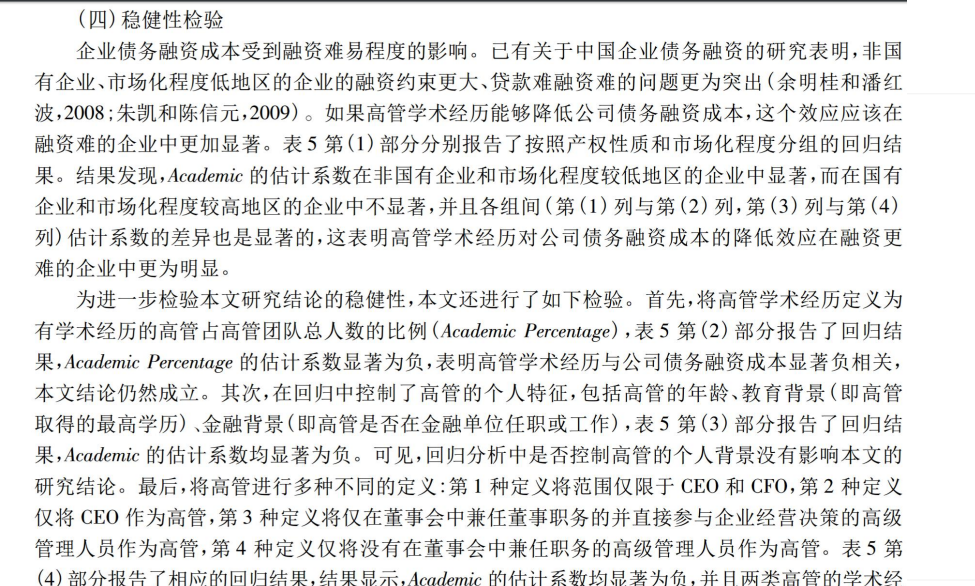 (四)稳健性检验
企业债务融资成本受到融资难易程度的影响。已有关于中国企业债务融资的研究表明,非国
有企业、市场化程度低地区的企业的融资约束更大、贷款难融资难的问题更为突出(余明桂和潘红
波,2008;朱凯和陈信元,2009)。如果高管学术经历能够降低公司债务融资成本,这个效应应该在
融资难的企业中更加显著。表5第(1)部分分别报告了按照产权性质和市场化程度分组的回归结
果。结果发现,Academic 的估计系数在非国有企业和市场化程度较低地区的企业中显著,而在国有
企业和市场化程度较高地区的企业中不显著,并且各组间(第(1)列与第(2)列,第(3)列与第(4)
列)估计系数的差异也是显著的,这表明高管学术经历对公司债务融资成本的降低效应在融资更
难的企业中更为明显。
为进一步检验本文研究结论的稳健性,本文还进行了如下检验。首先,将高管学术经历定义为
有学术经历的高管占高管团队总人数的比例(Academic Percentage),表5第(2)部分报告了回归结
果,Academic Percentage 的估计系数显著为负,表明高管学术经历与公司债务融资成本显著负相关,
本文结论仍然成立。其次,在回归中控制了高管的个人特征,包括高管的年龄、教育背景(即高管
取得的最高学历)、金融背景(即高管是否在金融单位任职或工作),表5第(3)部分报告了回归结
果,Academic 的估计系数均显著为负。可见,回归分析中是否控制高管的个人背景没有影响本文的
研究结论。最后,将高管进行多种不同的定义:第1种定义将范围仅限于 CEO 和 CFO,第2种定义
仅将 CEO 作为高管,第3种定义将仅在董事会中兼任董事职务的并直接参与企业经营决策的高级
管理人员作为高管,第4种定义仅将没有在董事会中兼任职务的高级管理人员作为高管。表5第
(4)部分报告了相应的回归结果,结果显示,Academic 的估计系数均显著为负,并且两类高管的学术经